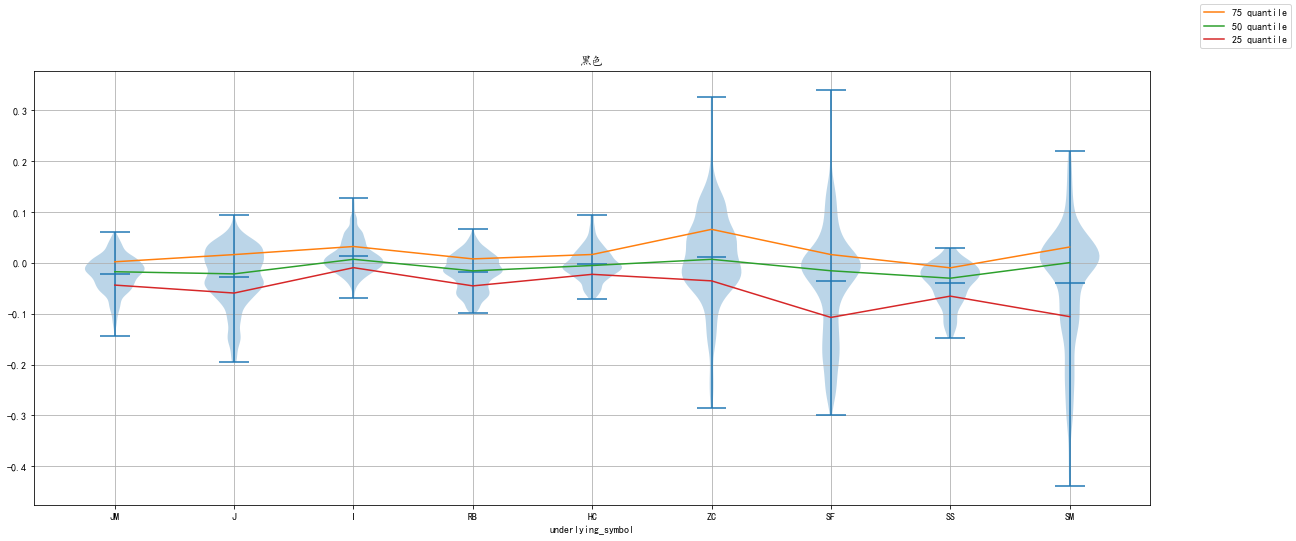 75 quantile
50 quantile
25 quantile
黑色
0.3
0.2
0.1
0.0
-0.1
-0.2
-0.3
-0.4
JM J I RB HC ZC SF SS SM
underlying_symbol